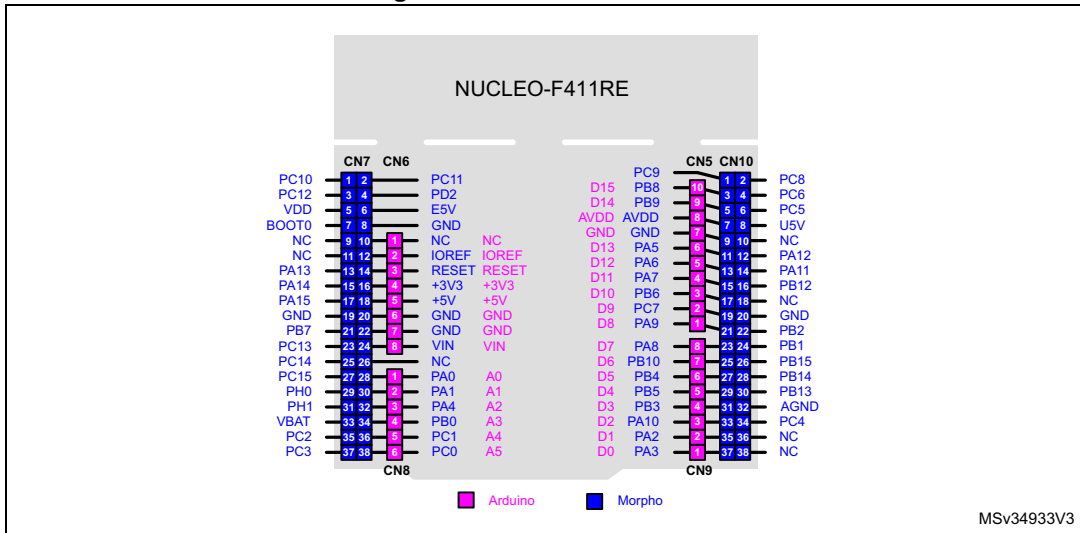 NUCLEO-F411RE
CN7 CN6 CN5 CN10
PC9
PC10 1 2 PC11 1 2 PC8
PC12 3 4 PD2 D15 PB8 10 3 4 PC6
VDD 5 6 E5V D14 PB9 9 5 6 PC5
BOOT0 7 8 GND AVDD AVDD 8 7 8 U5V
NC 9 10 1 NC NC GND GND 7 9 10 NC
NC 11 12 2 IOREF IOREF D13 PA5 6 11 12 PA12
PA13 13 14 3 RESET RESET D12 PA6 5 13 14 PA11
PA14 15 16 4 +3V3 +3V3 D11 PA7 4 15 16 PB12
PA15 17 18 5 +5V +5V D10 PB6 3 17 18 NC
GND 19 20 6 GND GND D9 PC7 2 19 20 GND
PB7 21 22 7 GND GND D8 PA9 1 21 22 PB2
PC13 23 24 8 VIN VIN D7 PA8 8 23 24 PB1
PC14 25 26 NC D6 PB10 7 25 26 PB15
PC15 27 28 1 PA0 A0 D5 PB4 6 27 28 PB14
PH0 29 30 2 PA1 A1 D4 PB5 5 29 30 PB13
PH1 31 32 3 PA4 A2 D3 PB3 4 31 32 AGND
VBAT 33 34 4 PB0 A3 D2 PA10 3 33 34 PC4
PC2 35 36 5 PC1 A4 D1 PA2 2 35 36 NC
PC3 37 38 6 PC0 A5 D0 PA3 1 37 38 NC
CN8 CN9
Arduino Morpho
MSv34933V3